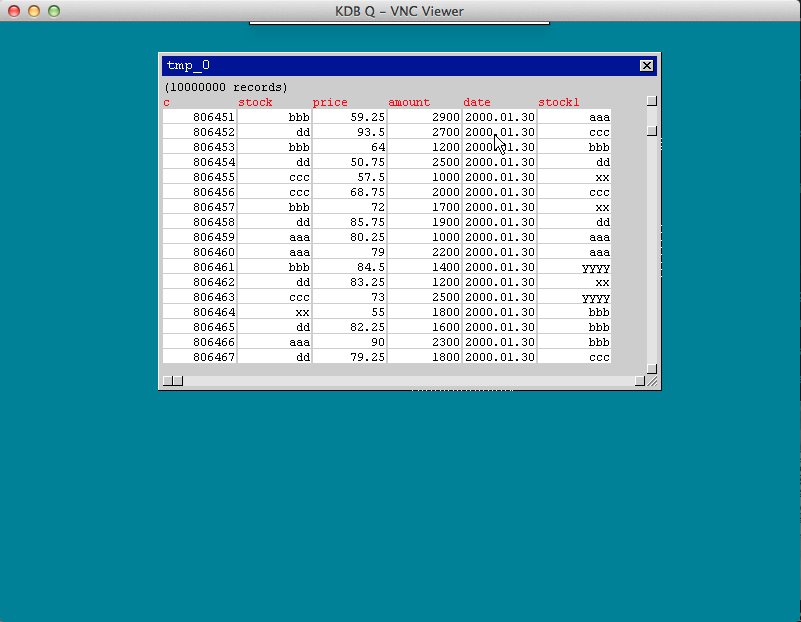 KDB Q – VNC Viewer
tmp_0
(10000000 records)
c stock price amount date stock1
806451 bbb 59.25 2900 2000.01.30 aaa
806452 dd 93.5 2700 2000.01.30 ccc
806453 bbb 64 1200 2000.01.30 bbb
806454 dd 50.75 2500 2000.01.30 dd
806455 ccc 57.5 1000 2000.01.30 xx
806456 ccc 68.75 2000 2000.01.30 ccc
806457 bbb 72 1700 2000.01.30 xx
806458 dd 85.75 1900 2000.01.30 dd
806459 aaa 80.25 1000 2000.01.30 aaa
806460 aaa 79 2200 2000.01.30 aaa
806461 bbb 84.5 1400 2000.01.30 yyyy
806462 dd 83.25 1200 2000.01.30 xx
806463 ccc 73 2500 2000.01.30 yyyy
806464 xx 55 1800 2000.01.30 bbb
806465 dd 82.25 1600 2000.01.30 bbb
806466 aaa 90 2300 2000.01.30 bbb
806467 dd 79.25 1800 2000.01.30 ccc